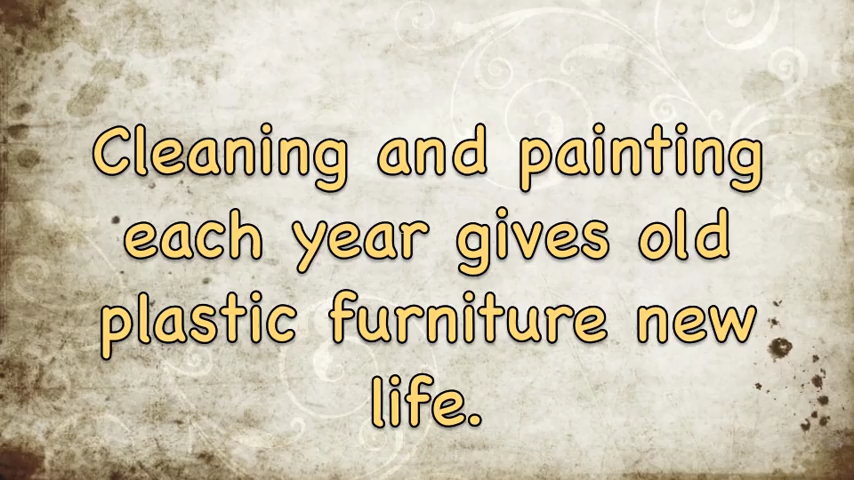 Cleaning and painting
each year gives old
plastic furniture new
life.